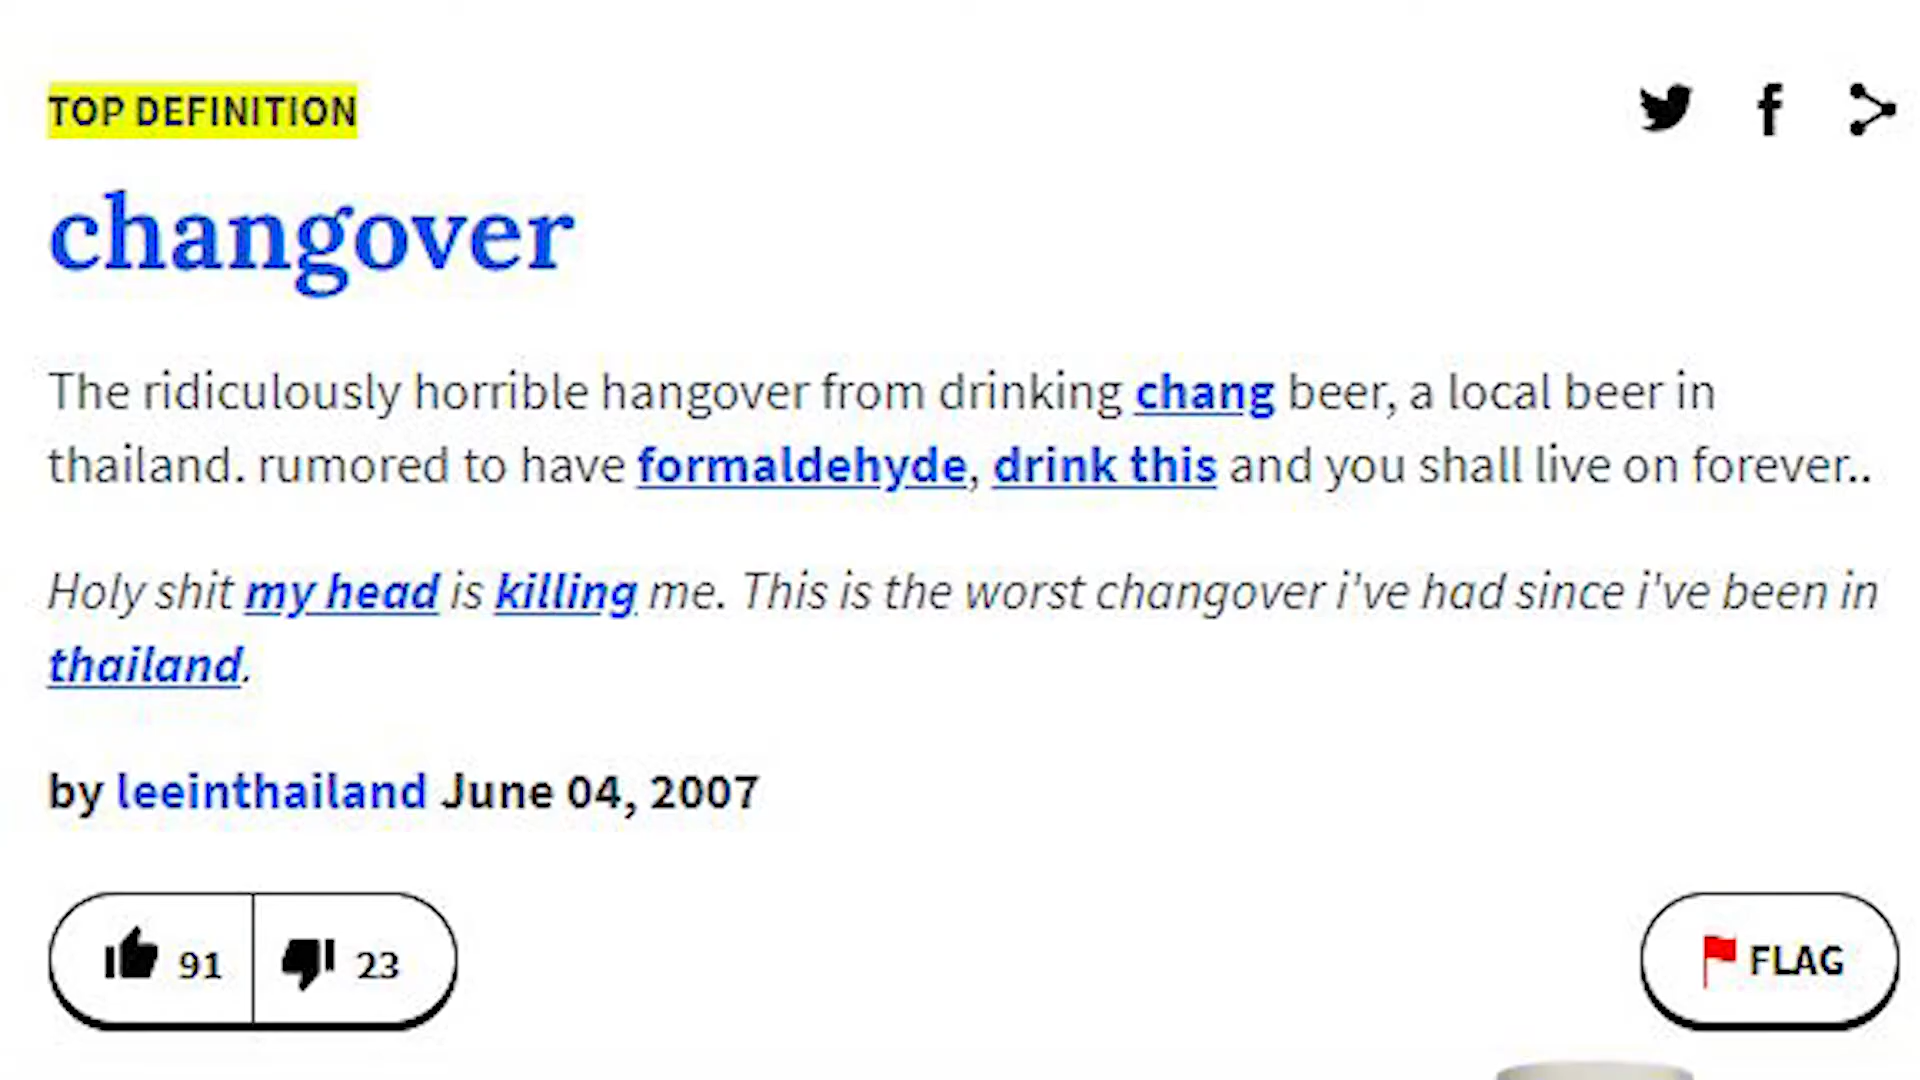 TOP DEFINITION
changover
The ridiculously horrible hangover from drinking chang beer, a local beer in
thailand. rumored to have formaldehyde, drink this and you shall live on forever..
Holy shit my head is killing me. This is the worst changover i've had since i've been in
thailand.
by leeinthailand June 04, 2007
91 23 FLAG